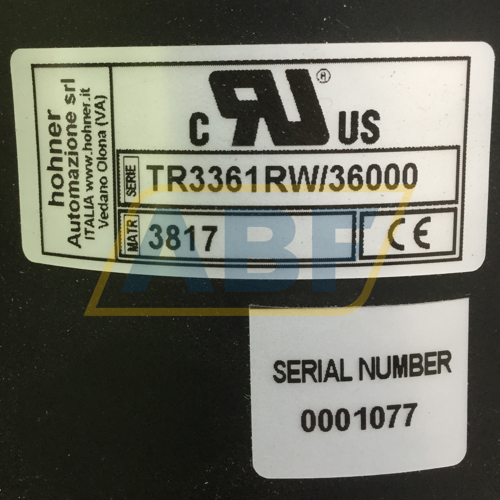 hohner
Automazione srl
ITALIA www.hohner.it
Vedano Olona (VA)
C RU ® US
SERIE TR3361RW/36000
MATR 3817 CE
ABF
SERIAL NUMBER
0001077